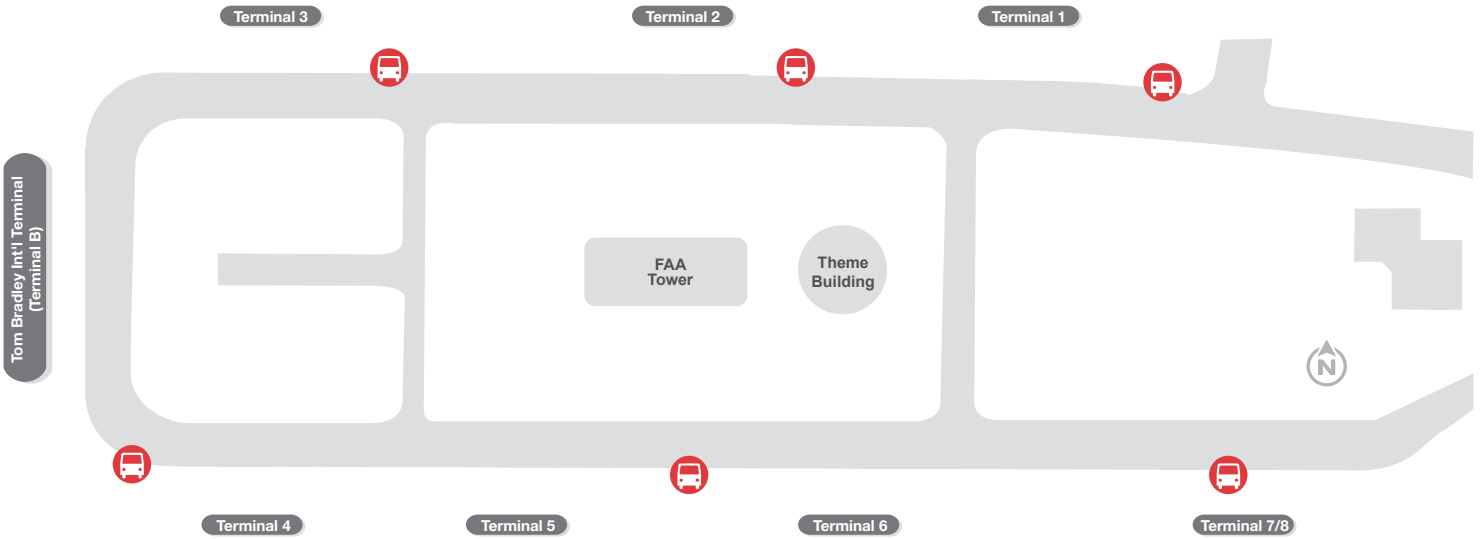 Terminal 3
Terminal 2
Terminal 1
Tom Bradley Int'l Terminal
(Terminal B)
FAA
Tower
Theme
Building
N
Terminal 4
Terminal 5
Terminal 6
Terminal 7/8